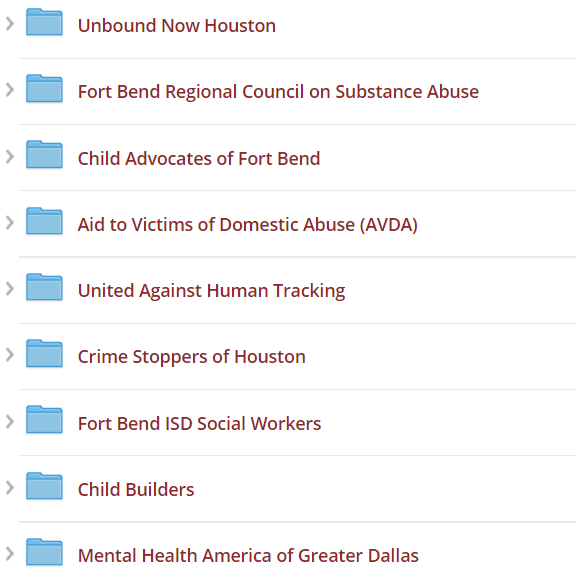 Unbound Now Houston
Fort Bend Regional Council on Substance Abuse
Child Advocates of Fort Bend
Aid to Victims of Domestic Abuse (AVDA)
United Against Human Tracking
Crime Stoppers of Houston
Fort Bend ISD Social Workers
Child Builders
Mental Health America of Greater Dallas